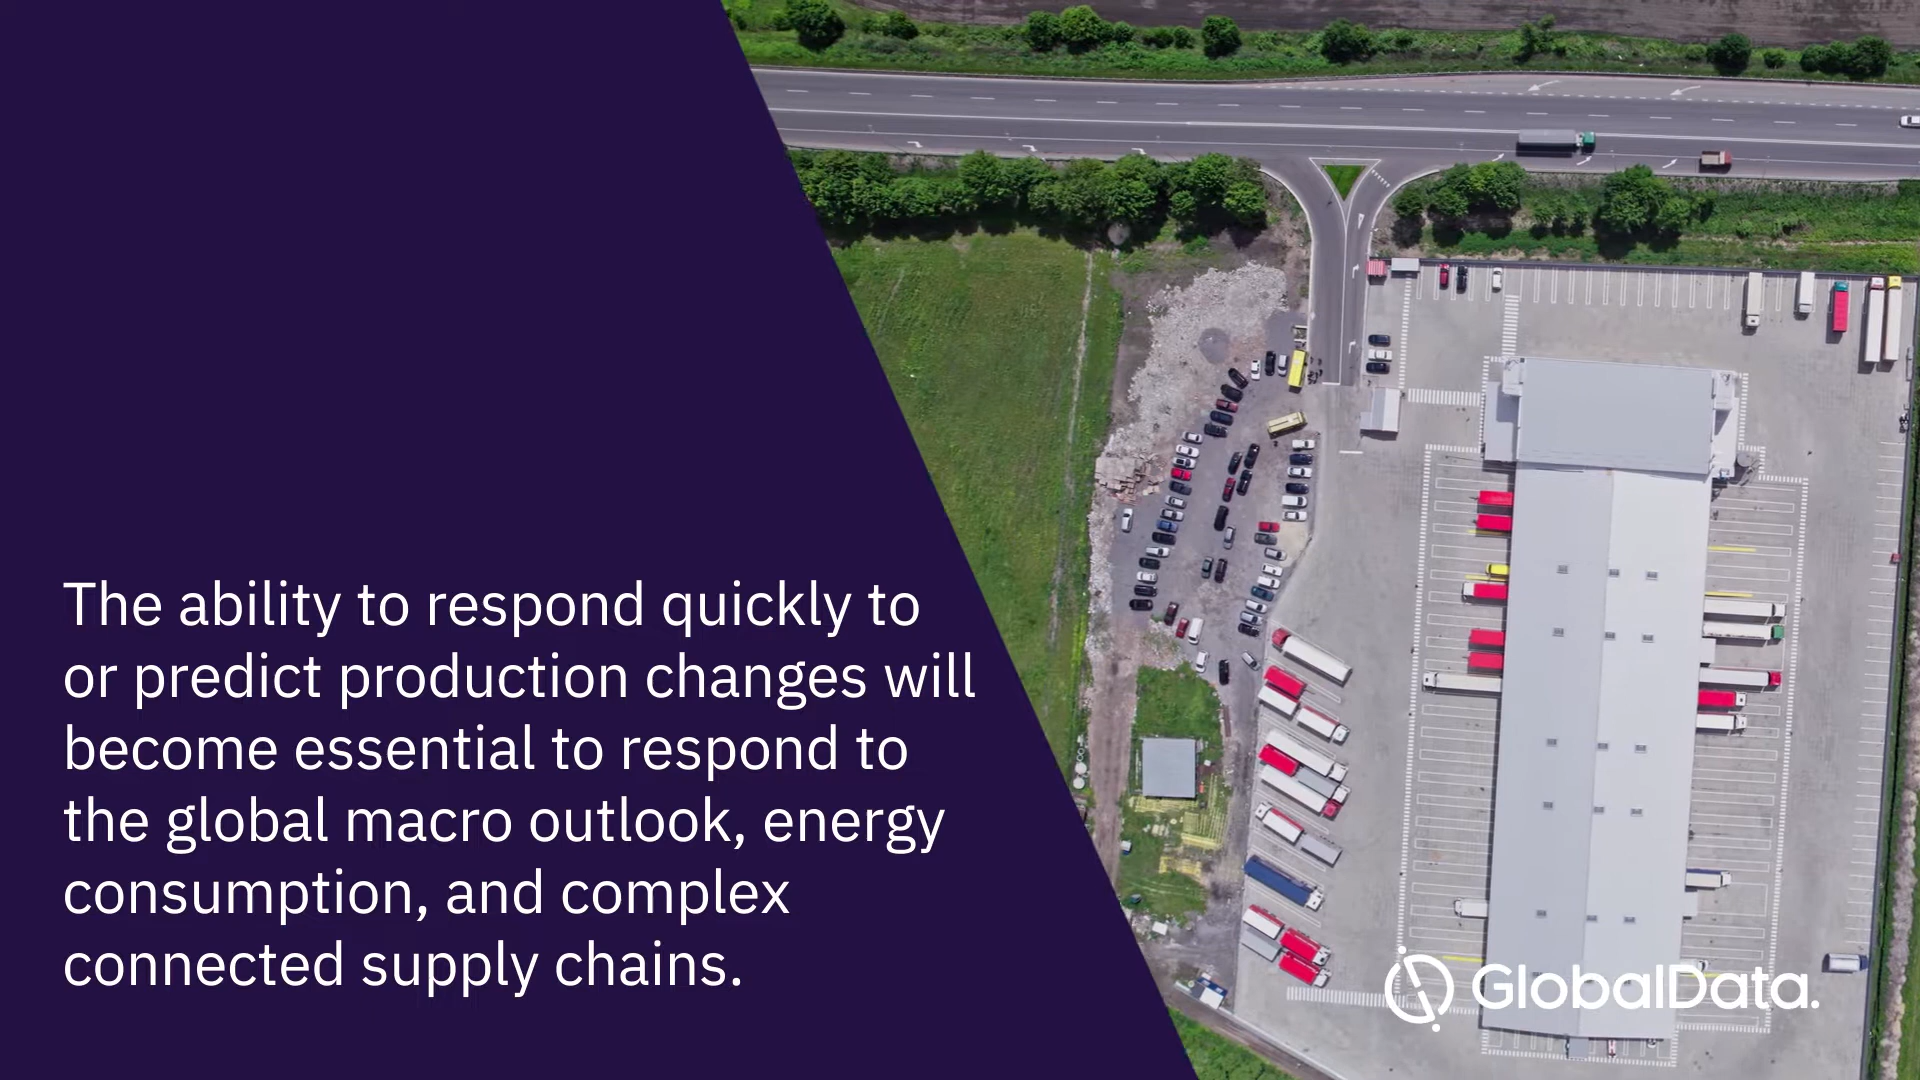 The ability to respond quickly to
or predict production changes will
become essential to respond to
the global macro outlook, energy
consumption, and complex
connected supply chains.
GlobalData.